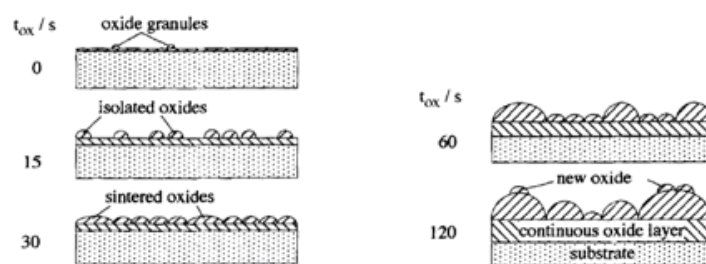 t_ox / s
oxide granules
0
isolated oxides
15
sintered oxides
30
t_ox / s
60
new oxide
120
continuous oxide layer
substrate